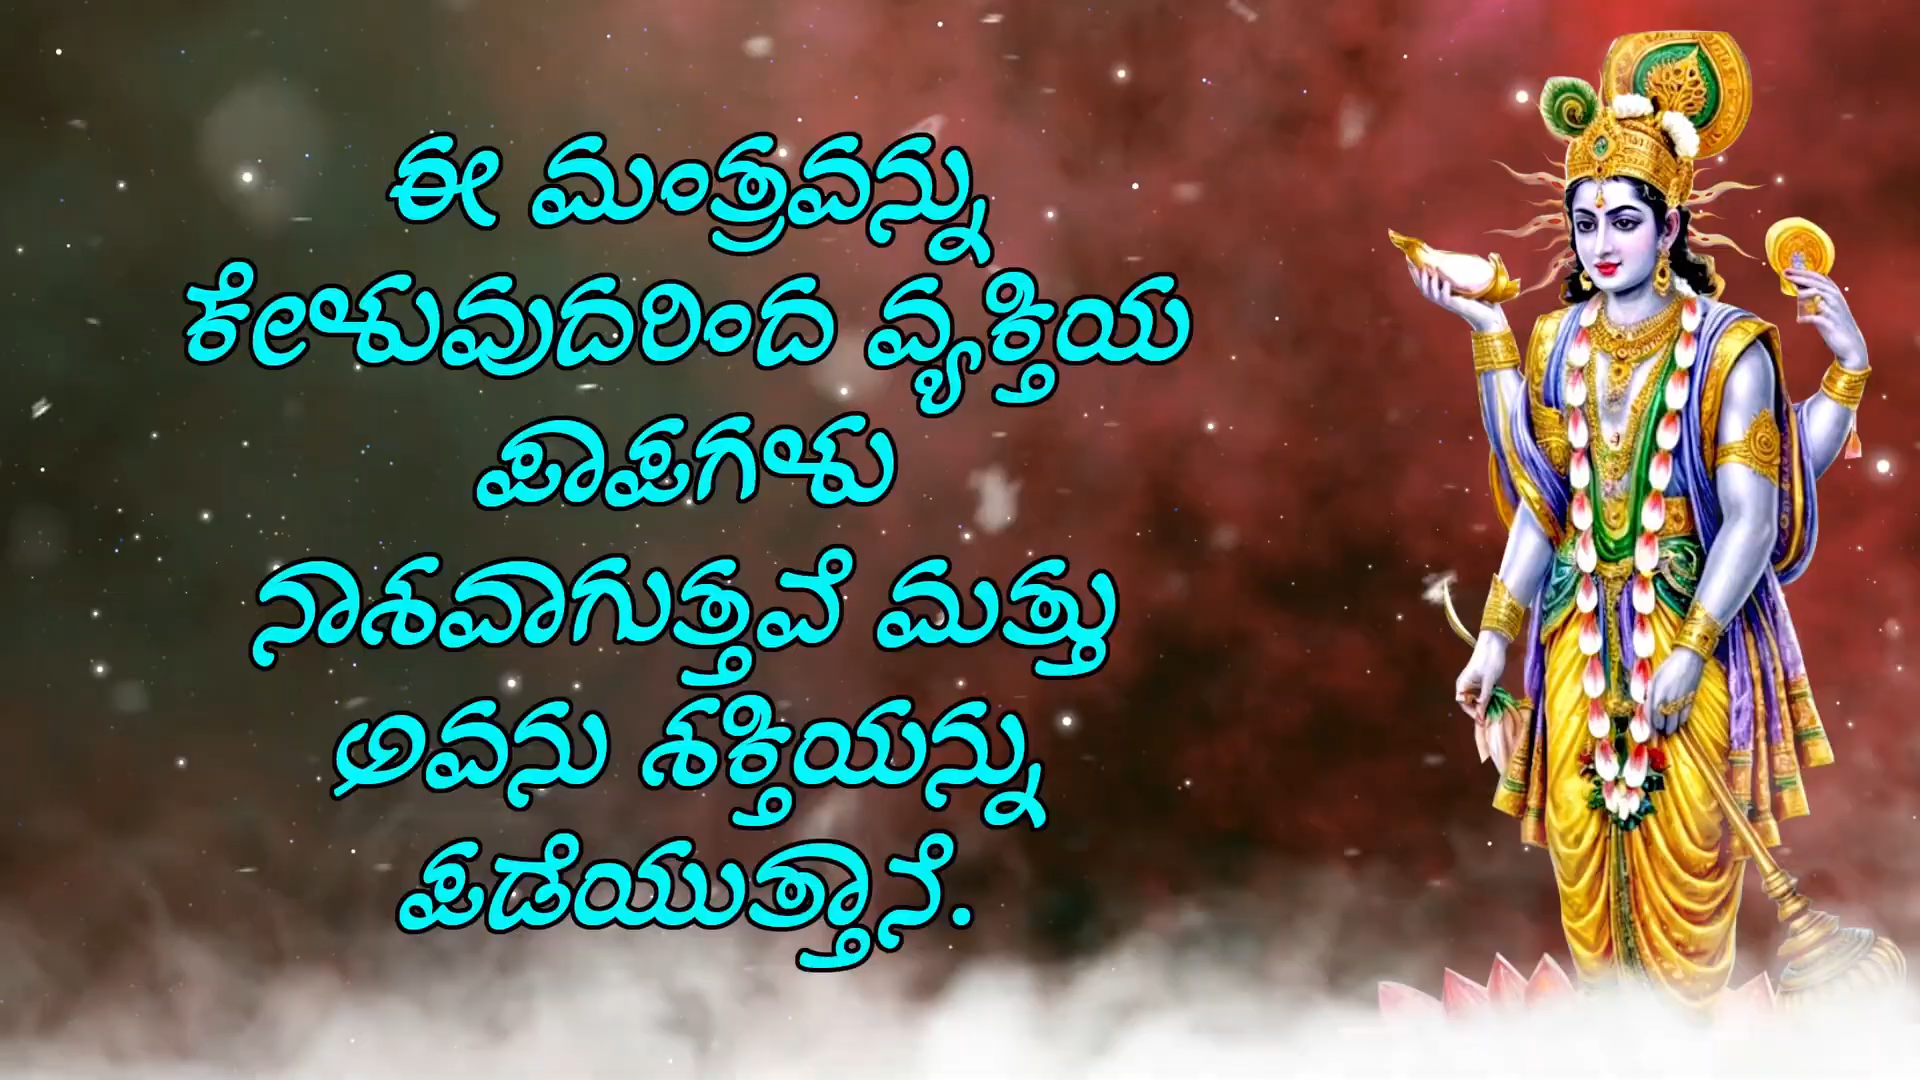 ಈ ಮಂತ್ರವನ್ನು
ಕೇಳುವುದರಿಂದ ವ್ಯಕ್ತಿಯ
ಪಾಪಗಳು
ನಾಶವಾಗುತ್ತವೆ ಮತ್ತು
ಅವನು ಶಕ್ತಿಯನ್ನು
ಪಡೆಯುತ್ತಾನೆ.